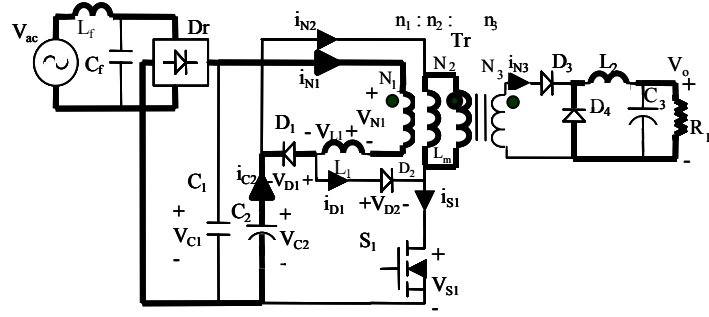 V_ac
L_f
C_f
Dr
i_N2
i_N1
n_1 : n_2 : n_3
Tr
N_1
N_2
N_3
+
V_N1
-
L_m
i_N3
D_3
L_2
V_o
+
D_4
C_3
-
D_1
- V_L1 +
L_1
D_2
i_D1
-V_D1 +
+V_D2 -
i_S1
C_1
+
V_C1
-
C_2
i_C2
+
V_C2
-
S_1
+
V_S1
-